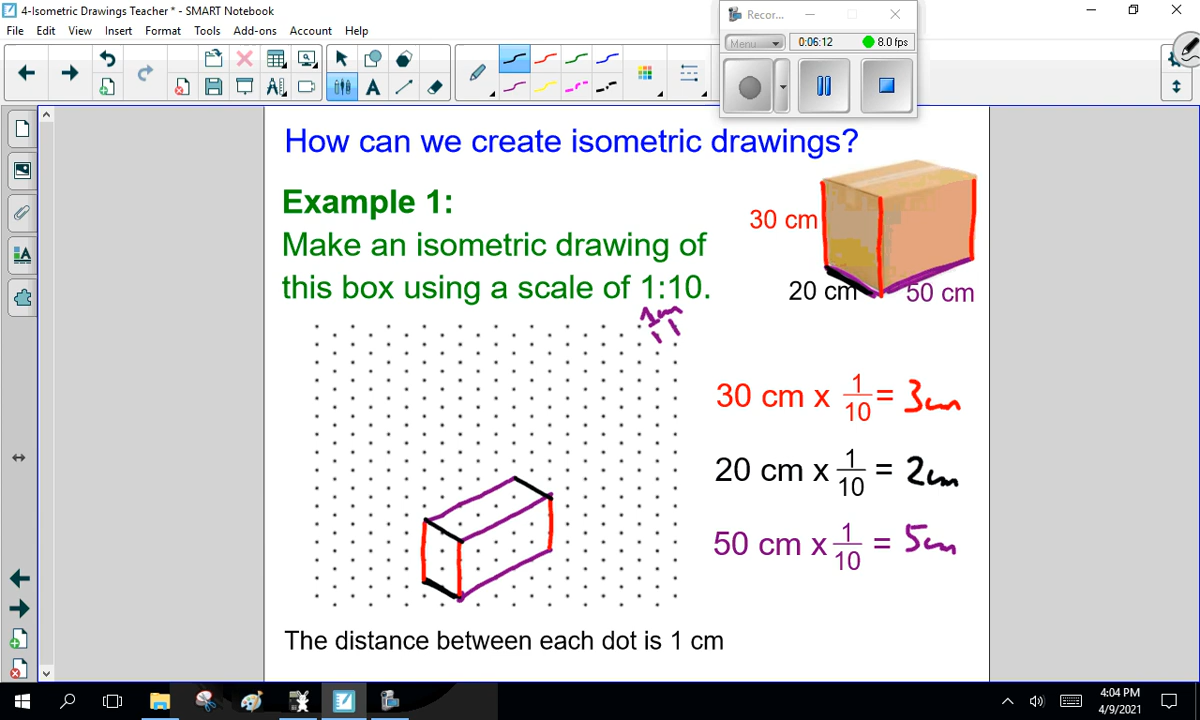 4-Isometric Drawings Teacher * - SMART Notebook
File Edit View Insert Format Tools Add-ons Account Help
Recor...
Menu
0:06:12
8.0 fps
How can we create isometric drawings?
Example 1:
Make an isometric drawing of
this box using a scale of 1:10.
30 cm
20 cm
50 cm
1cm
30 cm x 1/10 = 3cm
20 cm x 1/10 = 2cm
50 cm x 1/10 = 5cm
The distance between each dot is 1 cm
4:04 PM
4/9/2021